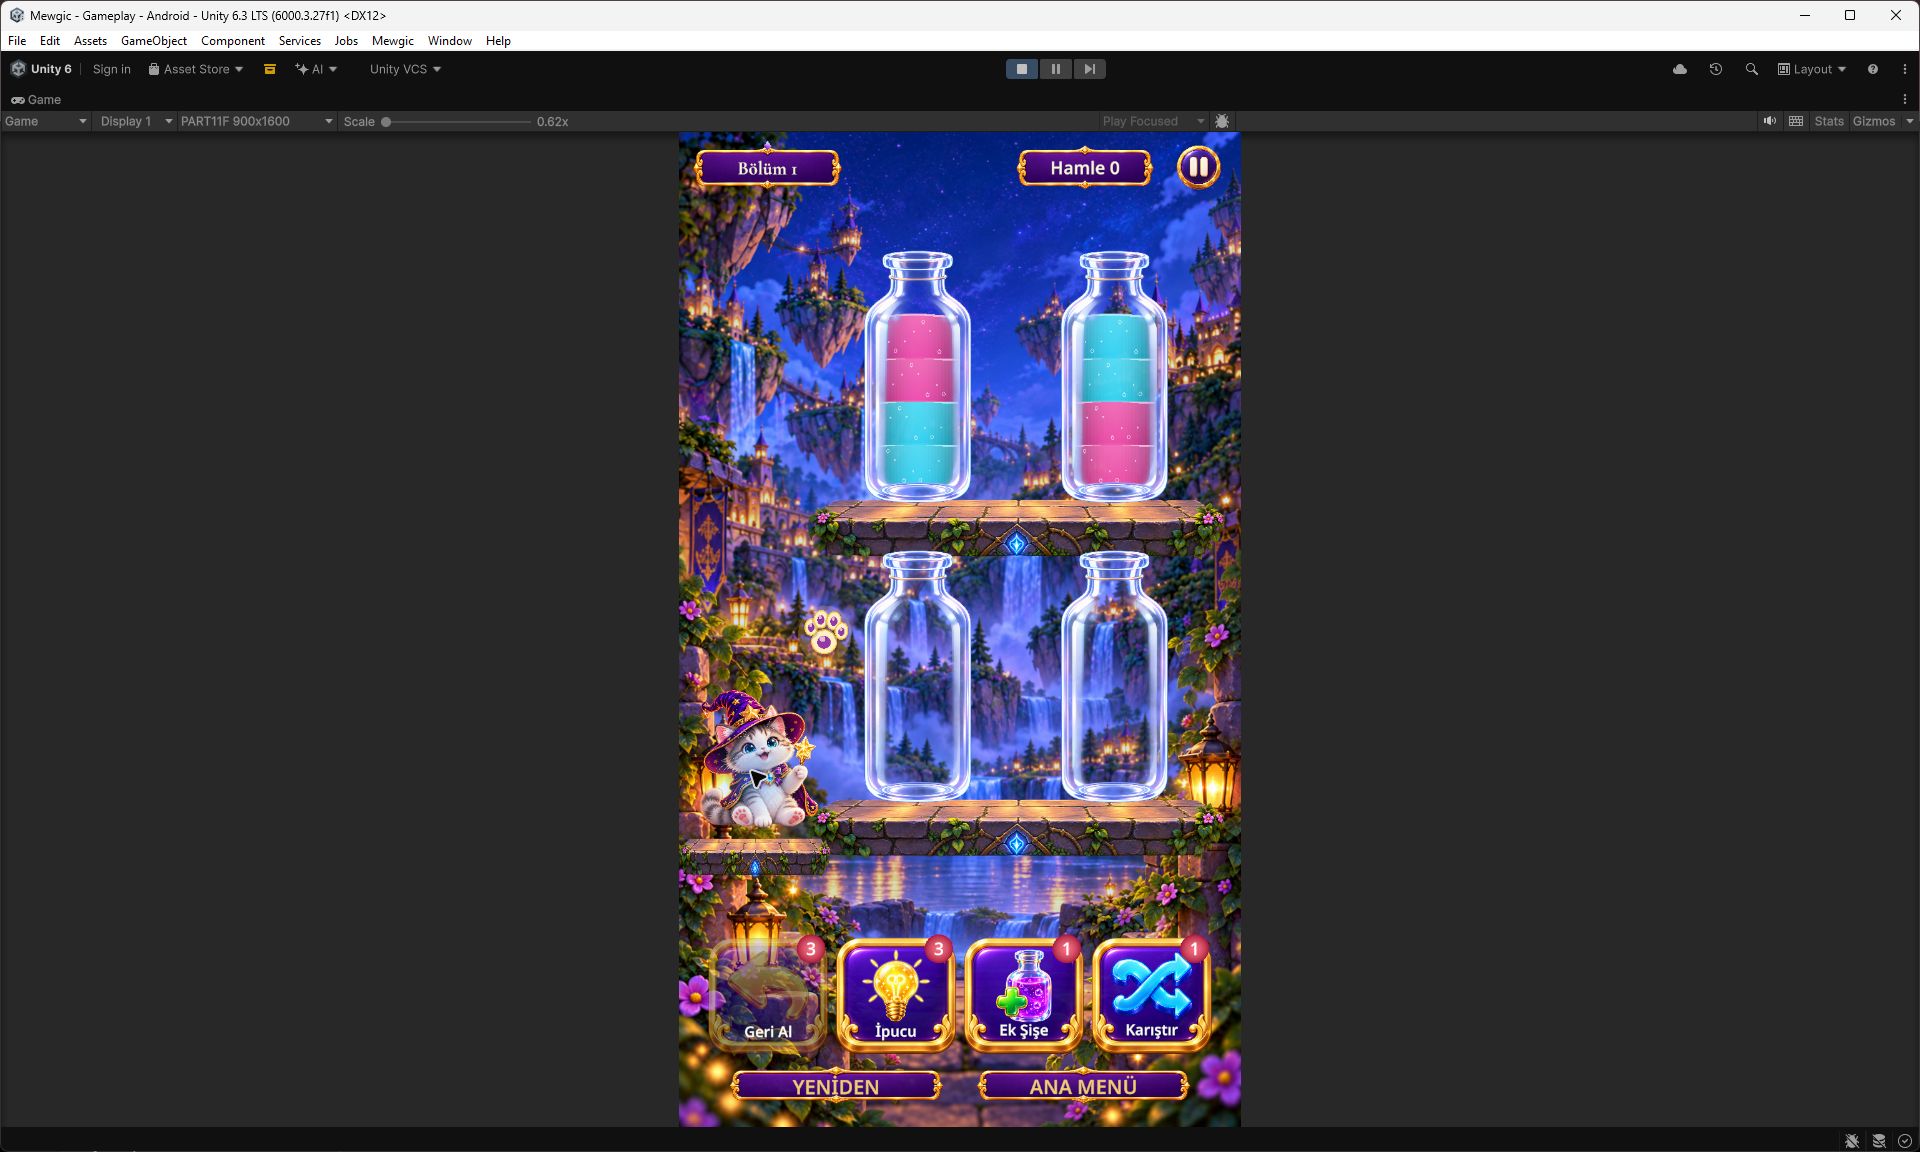 Mewgic - Gameplay - Android - Unity 6.3 LTS (6000.3.27f1) <DX12>
File Edit Assets GameObject Component Services Jobs Mewgic Window Help
Unity 6 Sign in Asset Store AI Unity VCS Layout
Game
Game Display 1 PART11F 900x1600 Scale 0.62x Play Focused Stats Gizmos
Bölüm 1 Hamle 0
3 3 1 1
Geri Al İpucu Ek Şişe Karıştır
YENİDEN ANA MENÜ